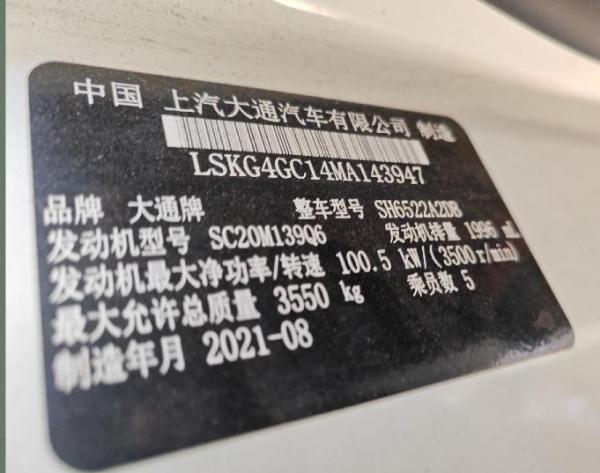 中国 上汽大通汽车有限公司 制造
LSKG4GC14MA143947
品牌 大通牌 整车型号 SH6522A2DB
发动机型号 SC20M139Q6 发动机排量 1996 mL
发动机最大净功率/转速 100.5 kW/(3500r/min)
最大允许总质量 3550 kg 乘员数 5
制造年月 2021-08